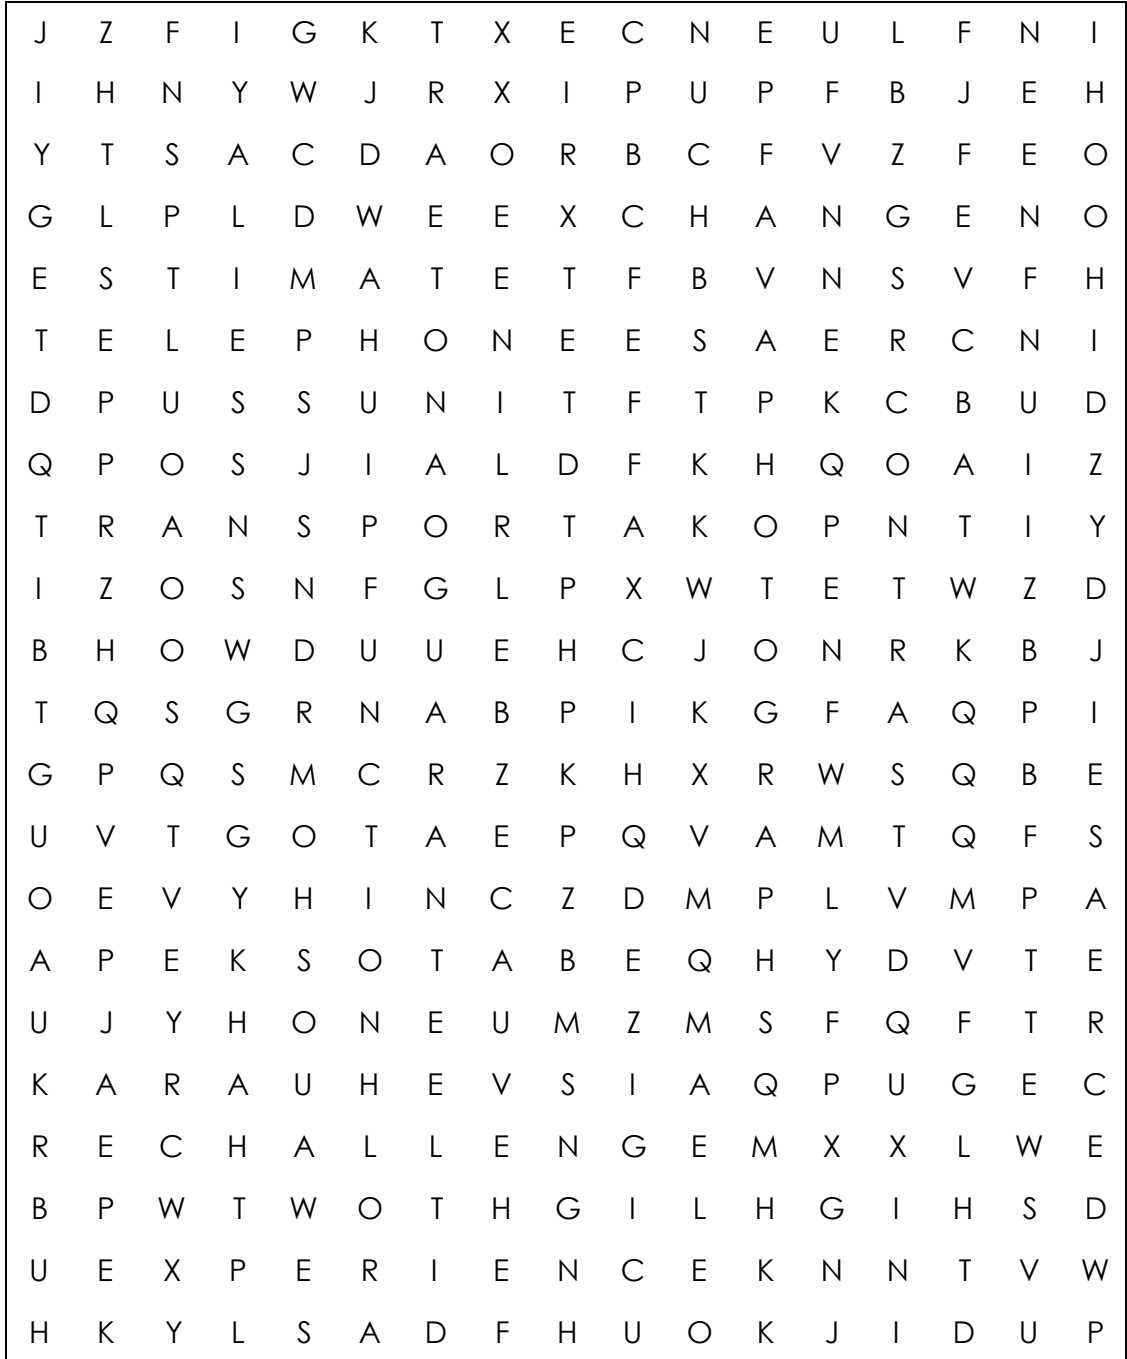 J Z F I G K T X E C N E U L F N I
I H N Y W J R X I P U P F B J E H
Y T S A C D A O R B C F V Z F E O
G L P L D W E E X C H A N G E N O
E S T I M A T E T F B V N S V F H
T E L E P H O N E E S A E R C N I
D P U S S U N I T F T P K C B U D
Q P O S J I A L D F K H Q O A I Z
T R A N S P O R T A K O P N T I Y
I Z O S N F G L P X W T E T W Z D
B H O W D U U E H C J O N R K B J
T Q S G R N A B P I K G F A Q P I
G P Q S M C R Z K H X R W S Q B E
U V T G O T A E P Q V A M T Q F S
O E V Y H I N C Z D M P L V M P A
A P E K S O T A B E Q H Y D V T E
U J Y H O N E U M Z M S F Q F T R
K A R A U H E V S I A Q P U G E C
R E C H A L L E N G E M X X L W E
B P W T W O T H G I L H G I H S D
U E X P E R I E N C E K N N T V W
H K Y L S A D F H U O K J I D U P